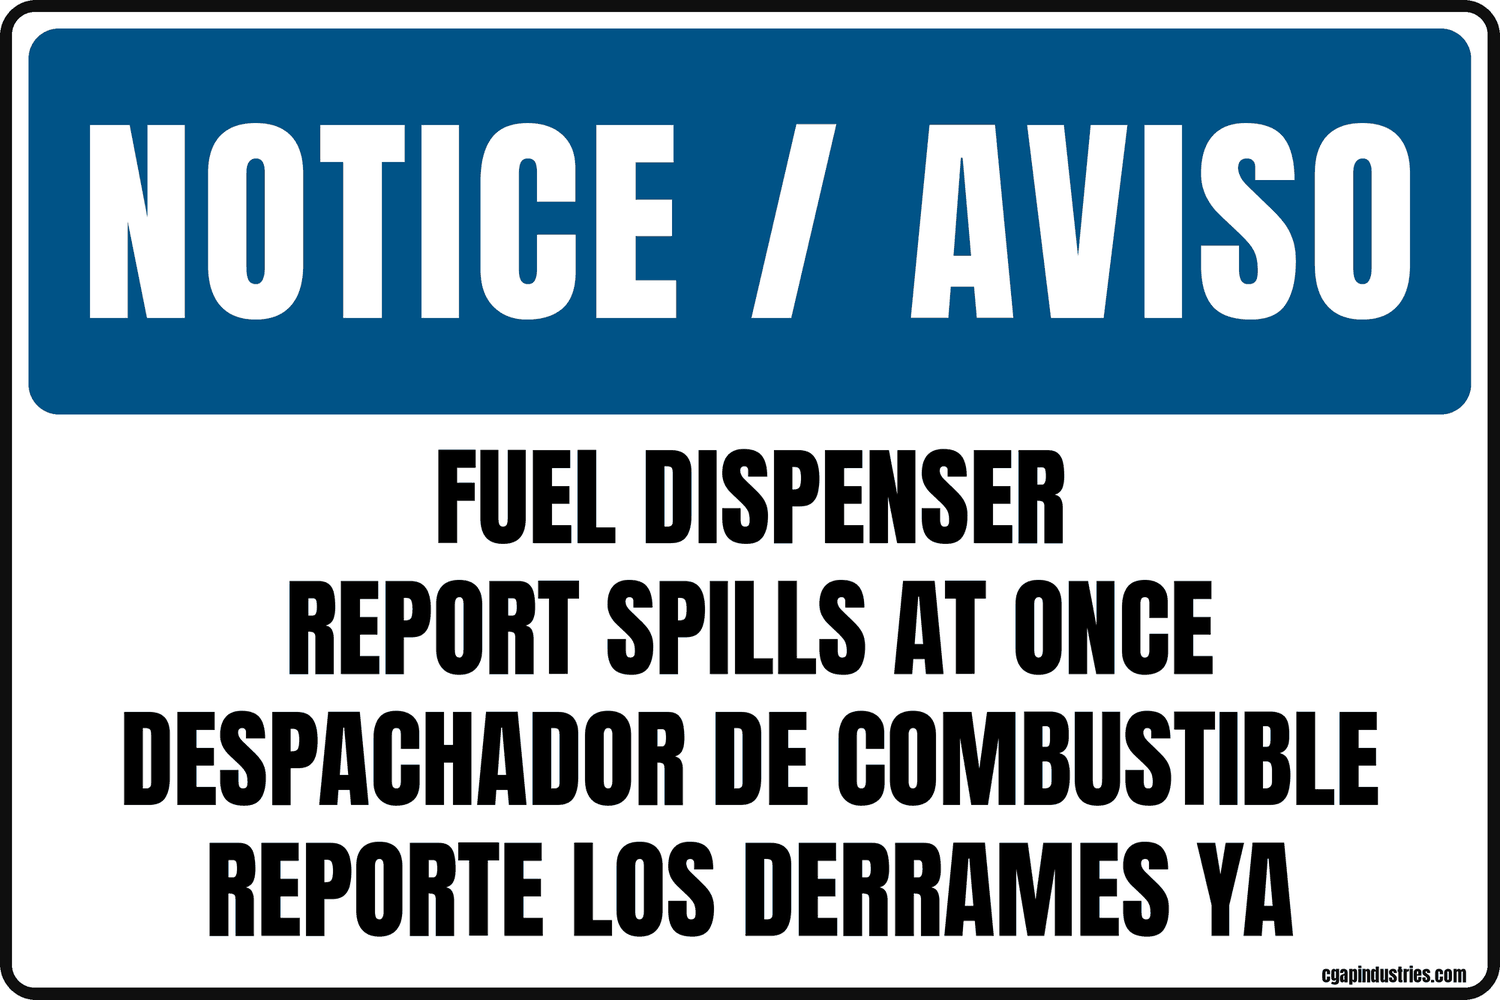 NOTICE / AVISO
FUEL DISPENSER
REPORT SPILLS AT ONCE
DESPACHADOR DE COMBUSTIBLE
REPORTE LOS DERRAMES YA
cgapindustries.com